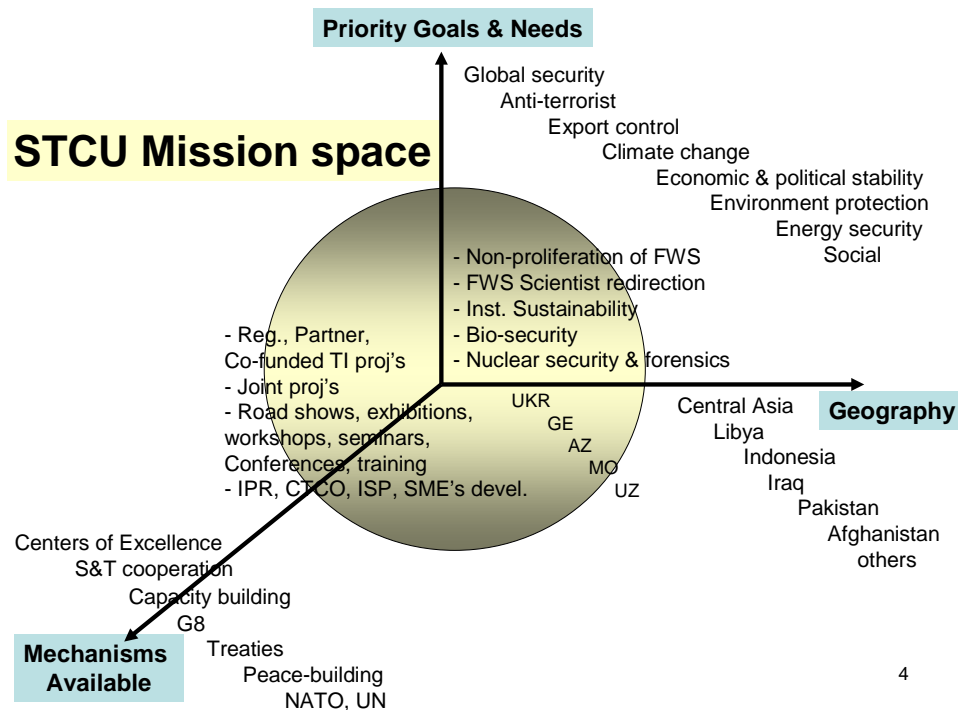 Priority Goals & Needs
Global security
Anti-terrorist
Export control
Climate change
Economic & political stability
Environment protection
Energy security
Social
STCU Mission space
- Non-proliferation of FWS
- FWS Scientist redirection
- Inst. Sustainability
- Bio-security
- Nuclear security & forensics
- Reg., Partner,
Co-funded TI proj's
- Joint proj's
- Road shows, exhibitions,
workshops, seminars,
Conferences, training
- IPR, CTCO, ISP, SME's devel.
UKR
GE
AZ
MO
UZ
Central Asia
Libya
Indonesia
Iraq
Pakistan
Afghanistan
others
Geography
Centers of Excellence
S&T cooperation
Capacity building
G8
Treaties
Peace-building
NATO, UN
Mechanisms
Available
4